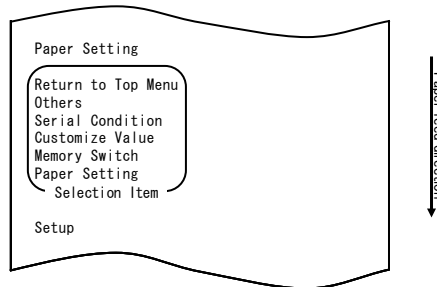 Paper Setting
Return to Top Menu
Others
Serial Condition
Customize Value
Memory Switch
Paper Setting
Selection Item
Setup
Paper feed direction